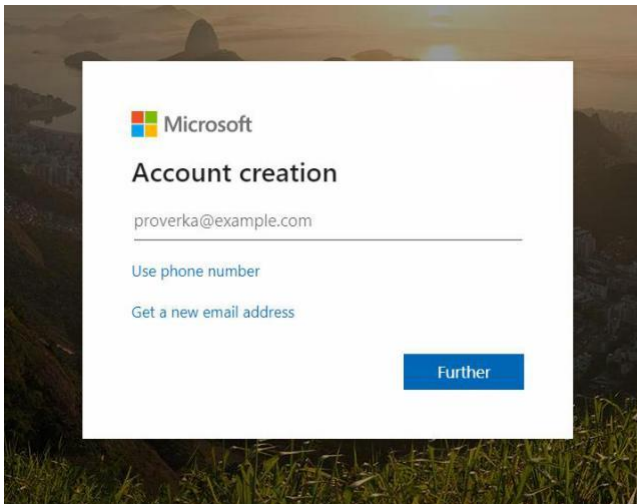 Microsoft
Account creation
proverka@example.com
Use phone number
Get a new email address
Further